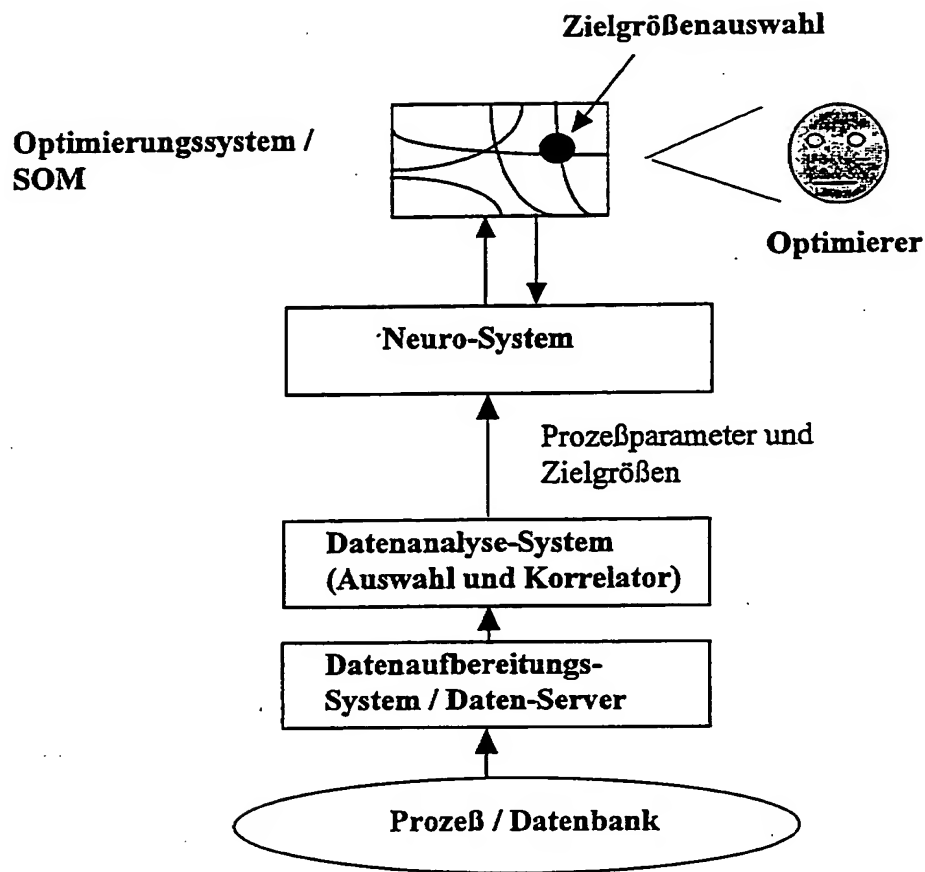 Zielgrößenauswahl
Optimierungssystem /
SOM
Optimierer
Neuro-System
Prozeßparameter und
Zielgrößen
Datenanalyse-System
(Auswahl und Korrelator)
Datenaufbereitungs-
System / Daten-Server
Prozeß / Datenbank